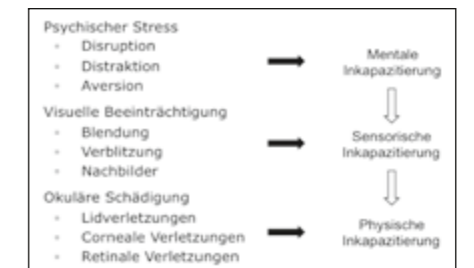 Psychischer Stress
Disruption
Distraktion
Aversion
Mentale
Inkapazitierung
Visuelle Beeinträchtigung
Blendung
Verblitzung
Nachbilder
Sensorische
Inkapazitierung
Okuläre Schädigung
Lidverletzungen
Corneale Verletzungen
Retinale Verletzungen
Physische
Inkapazitierung